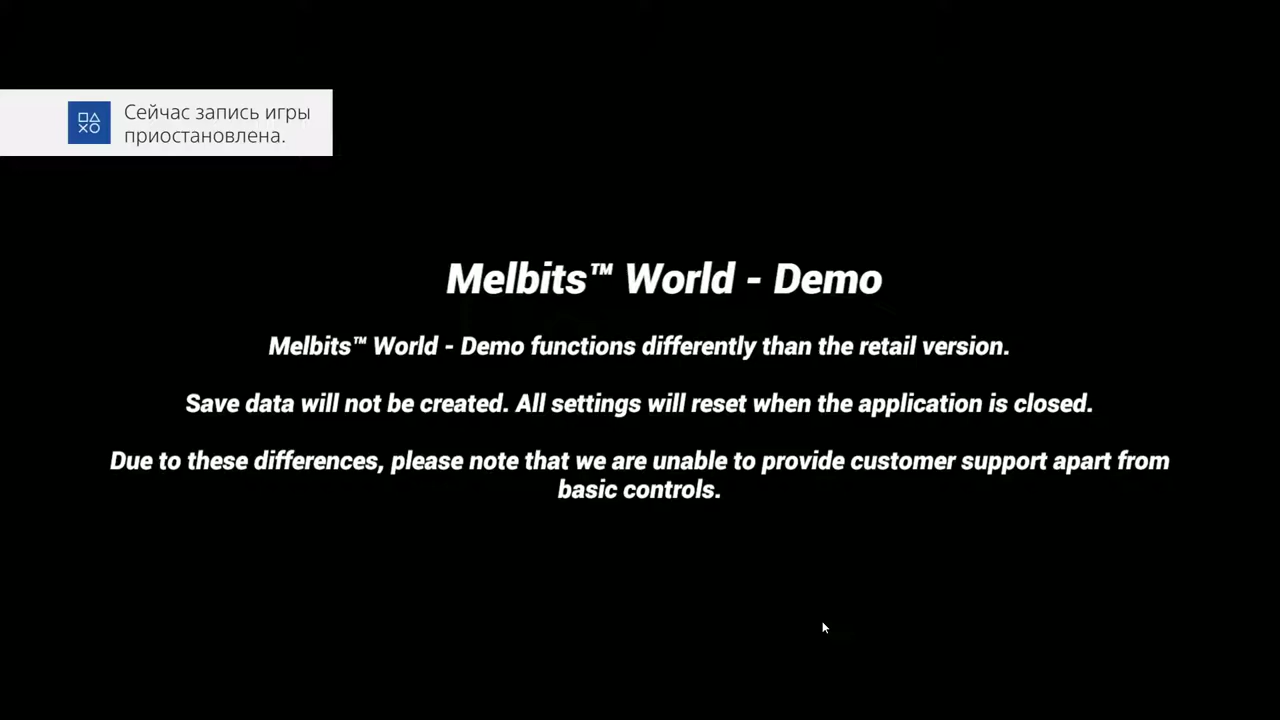 Сейчас запись игры
приостановлена.
Melbits™ World - Demo
Melbits™ World - Demo functions differently than the retail version.
Save data will not be created. All settings will reset when the application is closed.
Due to these differences, please note that we are unable to provide customer support apart from
basic controls.